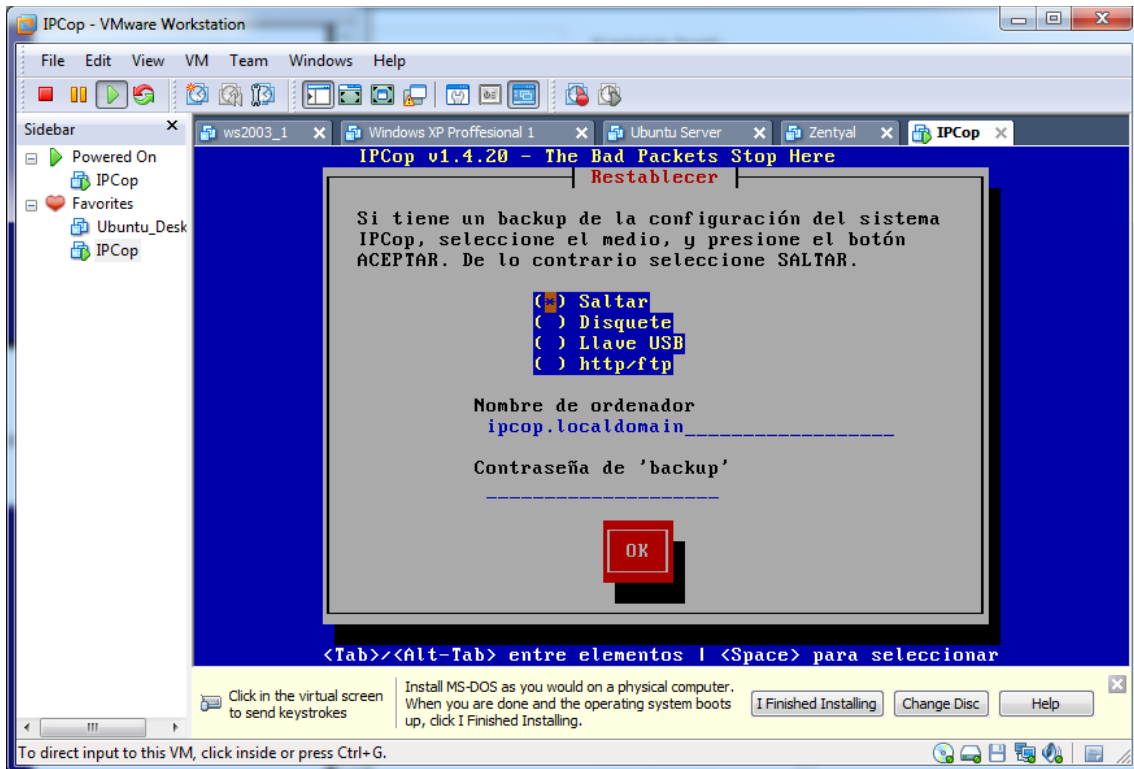 IPCop - VMware Workstation
File Edit View VM Team Windows Help
Sidebar ×
Powered On
IPCop
Favorites
Ubuntu_Desk
IPCop
ws2003_1 × Windows XP Proffesional 1 × Ubuntu Server × Zentyal × IPCop ×
IPCop v1.4.20 - The Bad Packets Stop Here
Restablecer
Si tiene un backup de la configuración del sistema
IPCop, seleccione el medio, y presione el botón
ACEPTAR. De lo contrario seleccione SALTAR.
(*) Saltar
( ) Disquete
( ) Llave USB
( ) http/ftp
Nombre de ordenador
ipcop.localdomain__________________
Contraseña de 'backup'
____________________
OK
<Tab>/<Alt-Tab> entre elementos | <Space> para seleccionar
Click in the virtual screen
to send keystrokes
Install MS-DOS as you would on a physical computer.
When you are done and the operating system boots
up, click I Finished Installing.
I Finished Installing Change Disc Help
To direct input to this VM, click inside or press Ctrl+G.